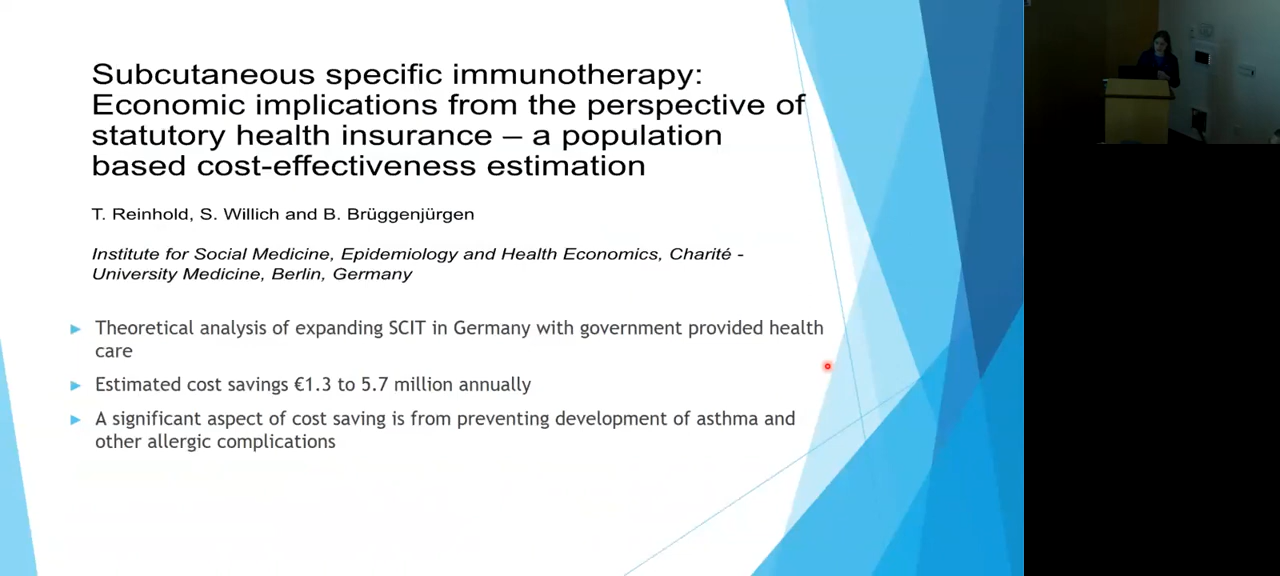 Subcutaneous specific immunotherapy:
Economic implications from the perspective of
statutory health insurance – a population
based cost-effectiveness estimation
T. Reinhold, S. Willich and B. Brüggenjürgen
Institute for Social Medicine, Epidemiology and Health Economics, Charité -
University Medicine, Berlin, Germany
Theoretical analysis of expanding SCIT in Germany with government provided health
care
Estimated cost savings €1.3 to 5.7 million annually
A significant aspect of cost saving is from preventing development of asthma and
other allergic complications